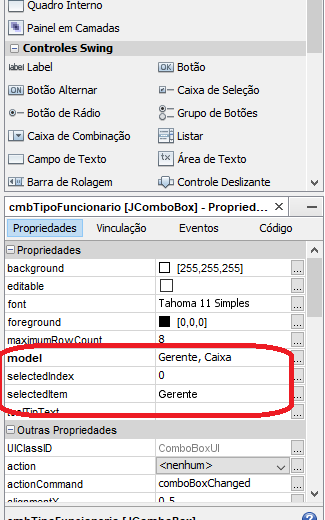 Quadro Interno
Painel em Camadas
Controles Swing
Label Botão
Botão Alternar Caixa de Seleção
Botão de Rádio Grupo de Botões
Caixa de Combinação Listar
Campo de Texto Área de Texto
Barra de Rolagem Controle Deslizante
cmbTipoFuncionario [JComboBox] - Propried...
Propriedades Vinculação Eventos Código
Propriedades
background [255,255,255]
editable
font Tahoma 11 Simples
foreground [0,0,0]
maximumRowCount 8
model Gerente, Caixa
selectedIndex 0
selectedItem Gerente
toolTipText
Outras Propriedades
UIClassID ComboBoxUI
action <nenhum>
actionCommand comboBoxChanged
alignmentX 0.5
cmbTipoFuncionario [JComboBox]